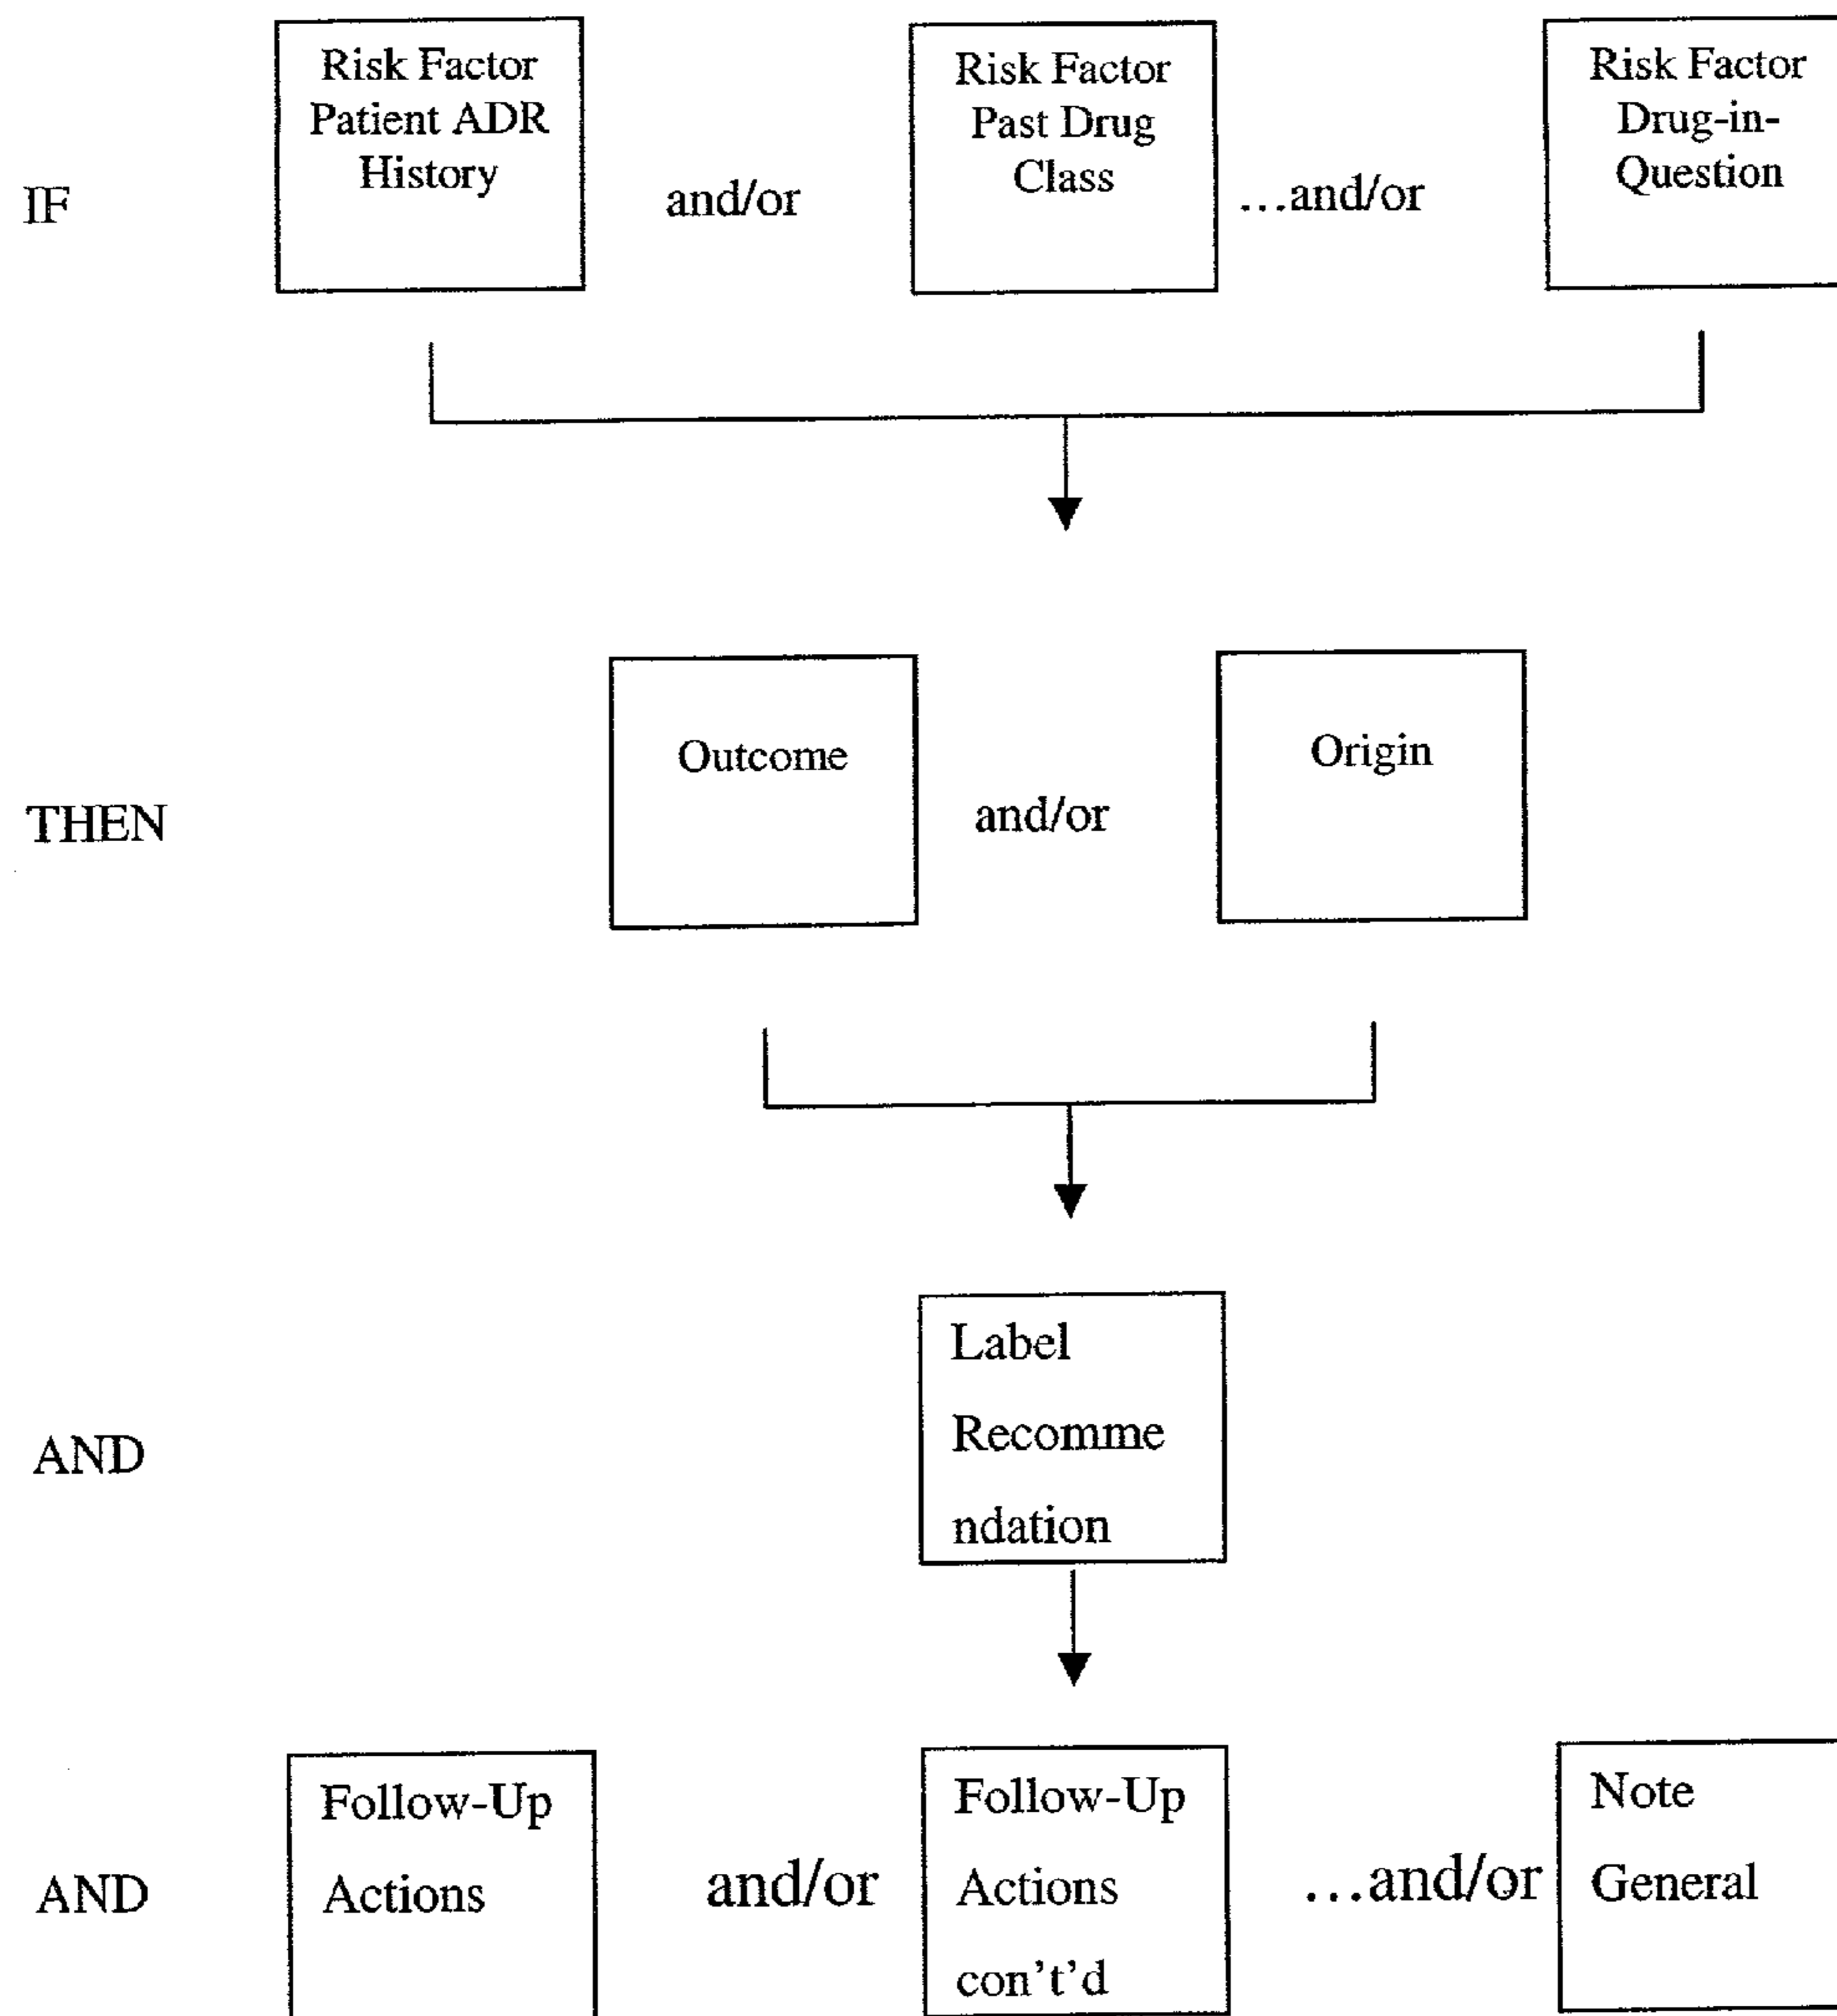 Risk Factor
Patient ADR
History
Risk Factor
Past Drug
Class
Risk Factor
Drug-in-
Question
IF
and/or
...and/or
Outcome
Origin
THEN
and/or
Label
Recomme
ndation
AND
Follow-Up
Actions
Follow-Up
Actions
con't'd
Note
General
AND
and/or
...and/or